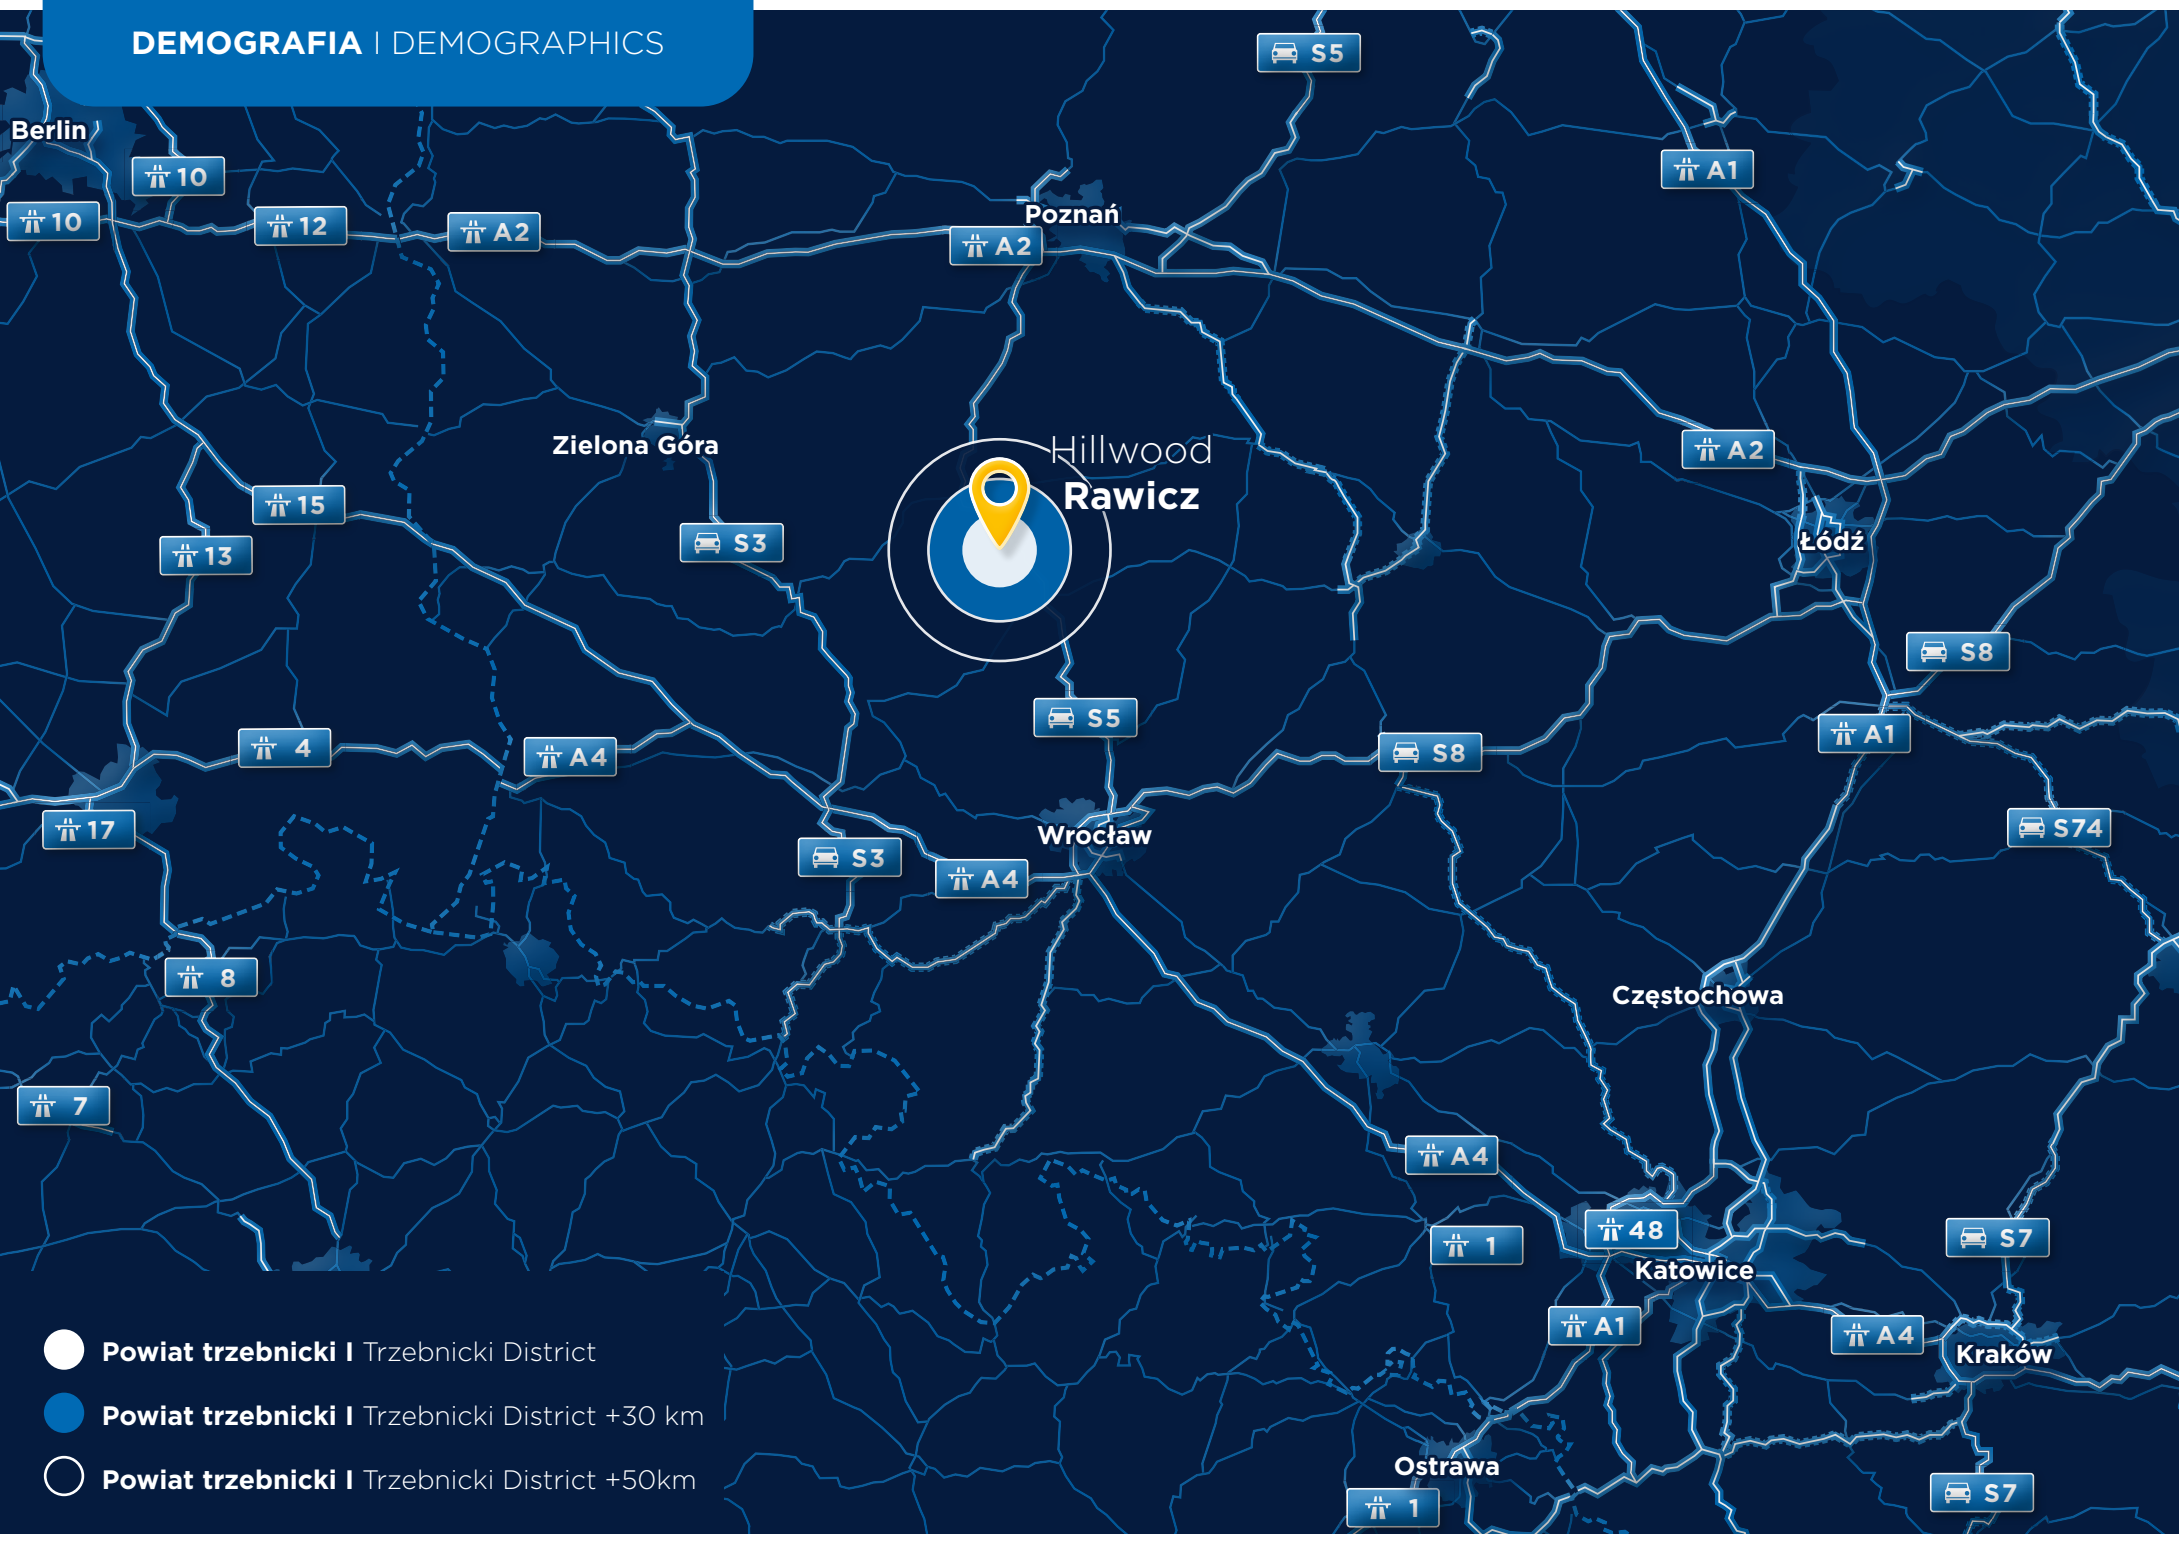 DEMOGRAFIA I DEMOGRAPHICS
S5
Berlin
A1
10
Poznań
10
12
A2
A2
Hillwood
Zielona Góra
A2
Rawicz
15
S3
Łódź
13
S8
S5
A1
4
A4
S8
17
Wrocław
S74
S3
A4
8
Częstochowa
7
A4
48
S7
1
Katowice
A1
A4
Kraków
Powiat trzebnicki I Trzebnicki District
Powiat trzebnicki I Trzebnicki District +30 km
Ostrawa
Powiat trzebnicki I Trzebnicki District +50km
S7
1